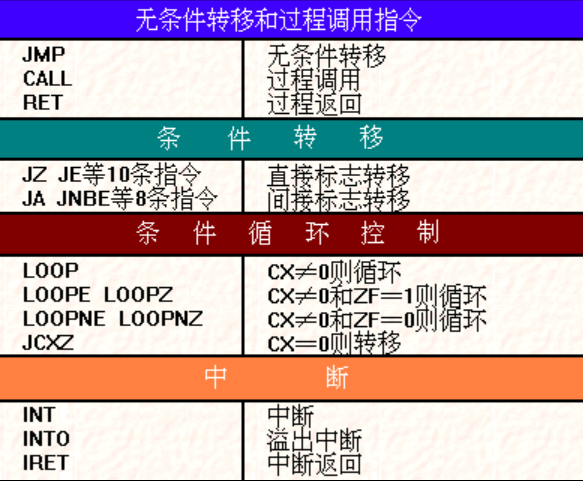 无条件转移和过程调用指令
JMP 无条件转移
CALL 过程调用
RET 过程返回
条件转移
JZ JE等10条指令 直接标志转移
JA JNBE等8条指令 间接标志转移
条件循环控制
LOOP CX≠0则循环
LOOPE LOOPZ CX≠0和ZF=1则循环
LOOPNE LOOPNZ CX≠0和ZF=0则循环
JCXZ CX=0则转移
中断
INT 中断
INTO 溢出中断
IRET 中断返回